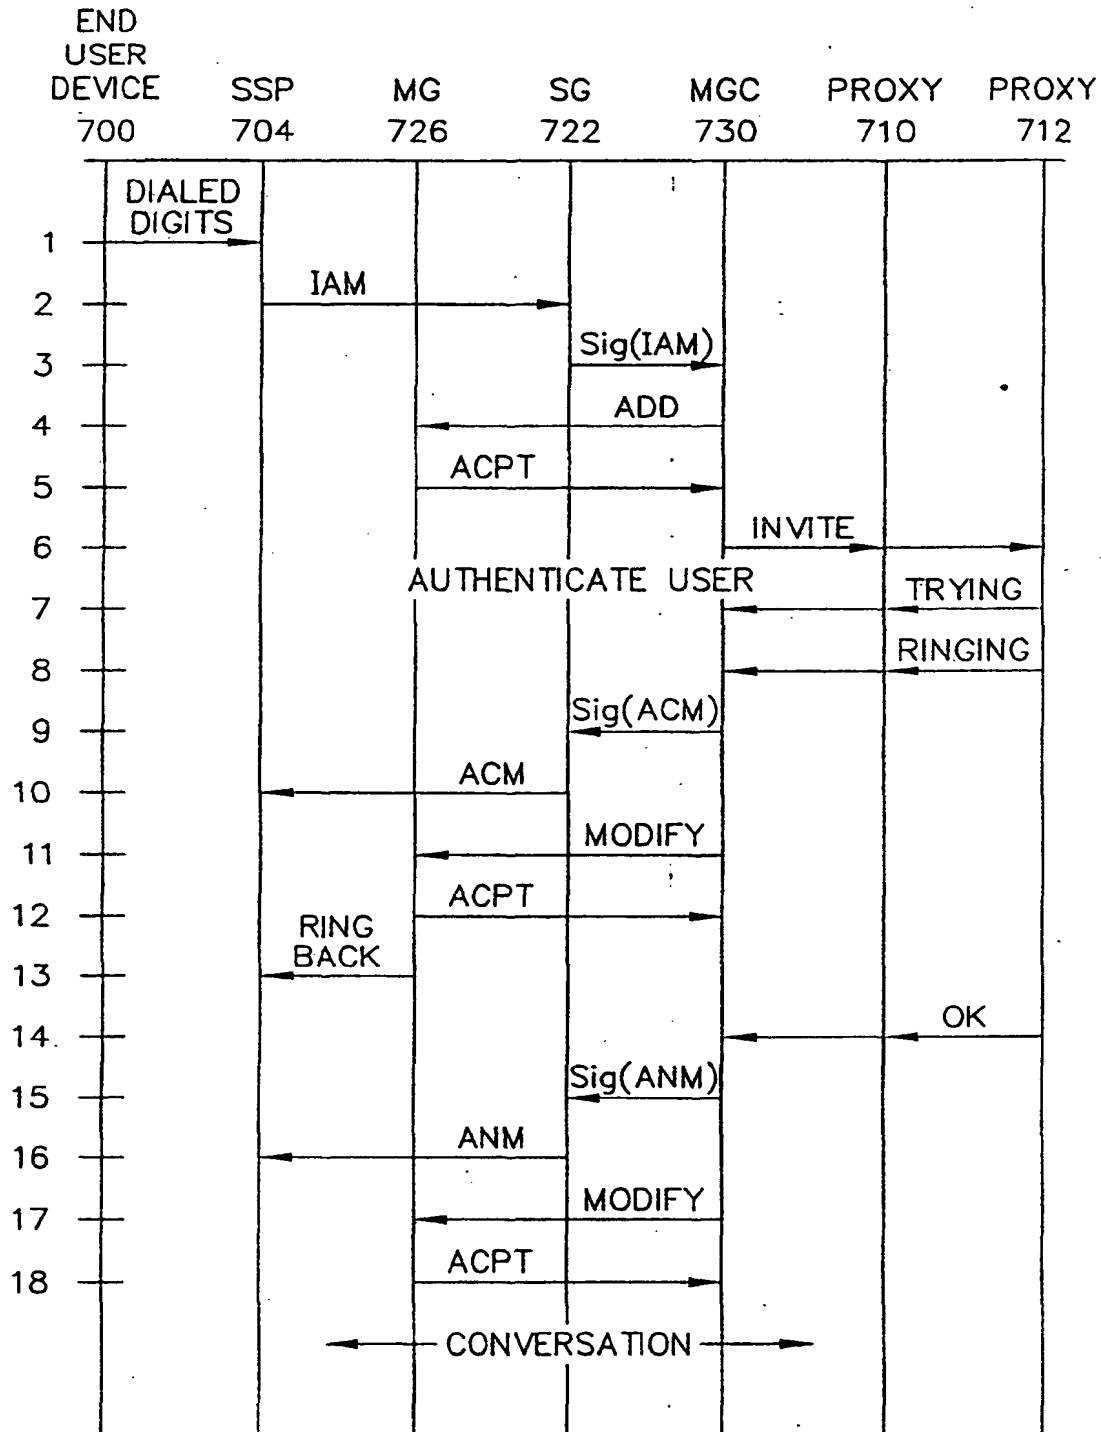 END
USER
DEVICE SSP MG SG MGC PROXY PROXY
700 704 726 722 730 710 712
DIALED
DIGITS
1
IAM
2
Sig(IAM)
3
ADD
4
ACPT
5
INVITE
6
AUTHENTICATE USER
TRYING
7
RINGING
8
Sig(ACM)
9
ACM
10
MODIFY
11
ACPT
12
RING
BACK
13
OK
14
Sig(ANM)
15
ANM
16
MODIFY
17
ACPT
18
CONVERSATION